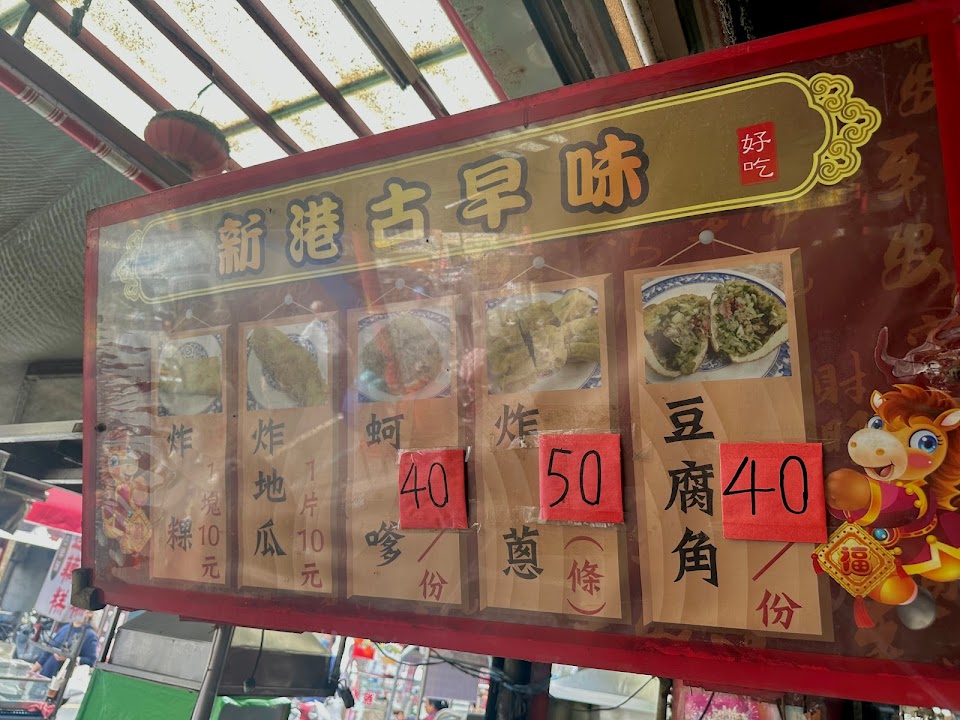 新港古早味
好吃
炸粿
1塊10元
炸地瓜
1片10元
蚵嗲
40/份
炸蔥
50
(條)
豆腐角
40/份
福